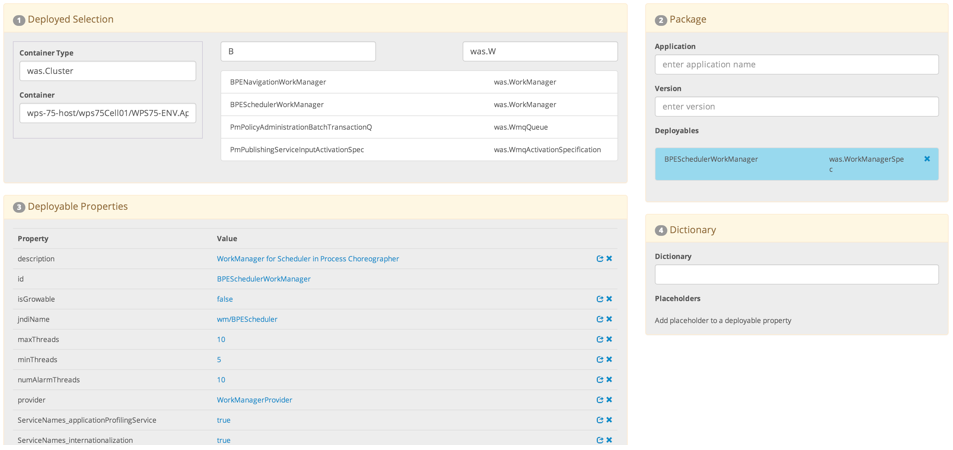 1 Deployed Selection
Container Type
was.Cluster
Container
wps-75-host/wps75Cell01/WPS75-ENV.Ap
B
was.W
BPENavigationWorkManager was.WorkManager
BPESchedulerWorkManager was.WorkManager
PmPolicyAdministrationBatchTransactionQ was.WmqQueue
PmPublishingServiceInputActivationSpec was.WmqActivationSpecification
2 Package
Application
enter application name
Version
enter version
Deployables
BPESchedulerWorkManager was.WorkManagerSpe
c
3 Deployable Properties
Property Value
description WorkManager for Scheduler in Process Choreographer
id BPESchedulerWorkManager
isGrowable false
jndiName wm/BPEScheduler
maxThreads 10
minThreads 5
numAlarmThreads 10
provider WorkManagerProvider
ServiceNames_applicationProfilingService true
ServiceNames_internationalization true
4 Dictionary
Dictionary
Placeholders
Add placeholder to a deployable property